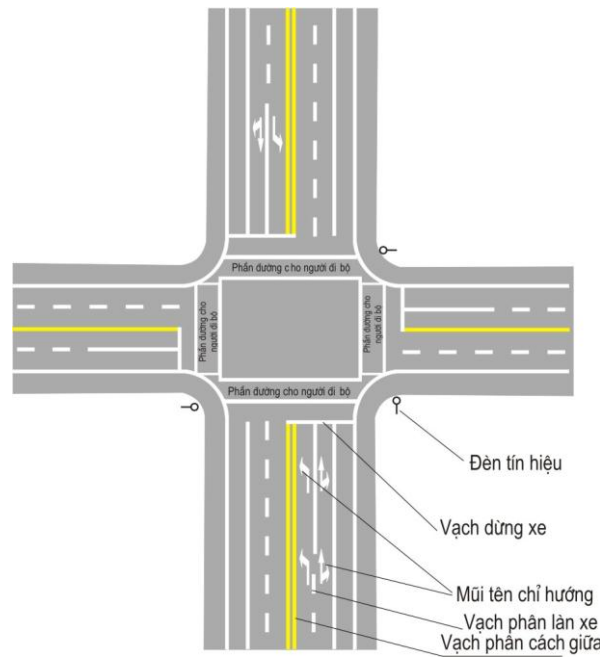 Phần đường cho người đi bộ
Phần đường cho
người đi bộ
Phần đường cho
người đi bộ
Phần đường cho người đi bộ
Đèn tín hiệu
Vạch dừng xe
Mũi tên chỉ hướng
Vạch phân làn xe
Vạch phân cách giữa